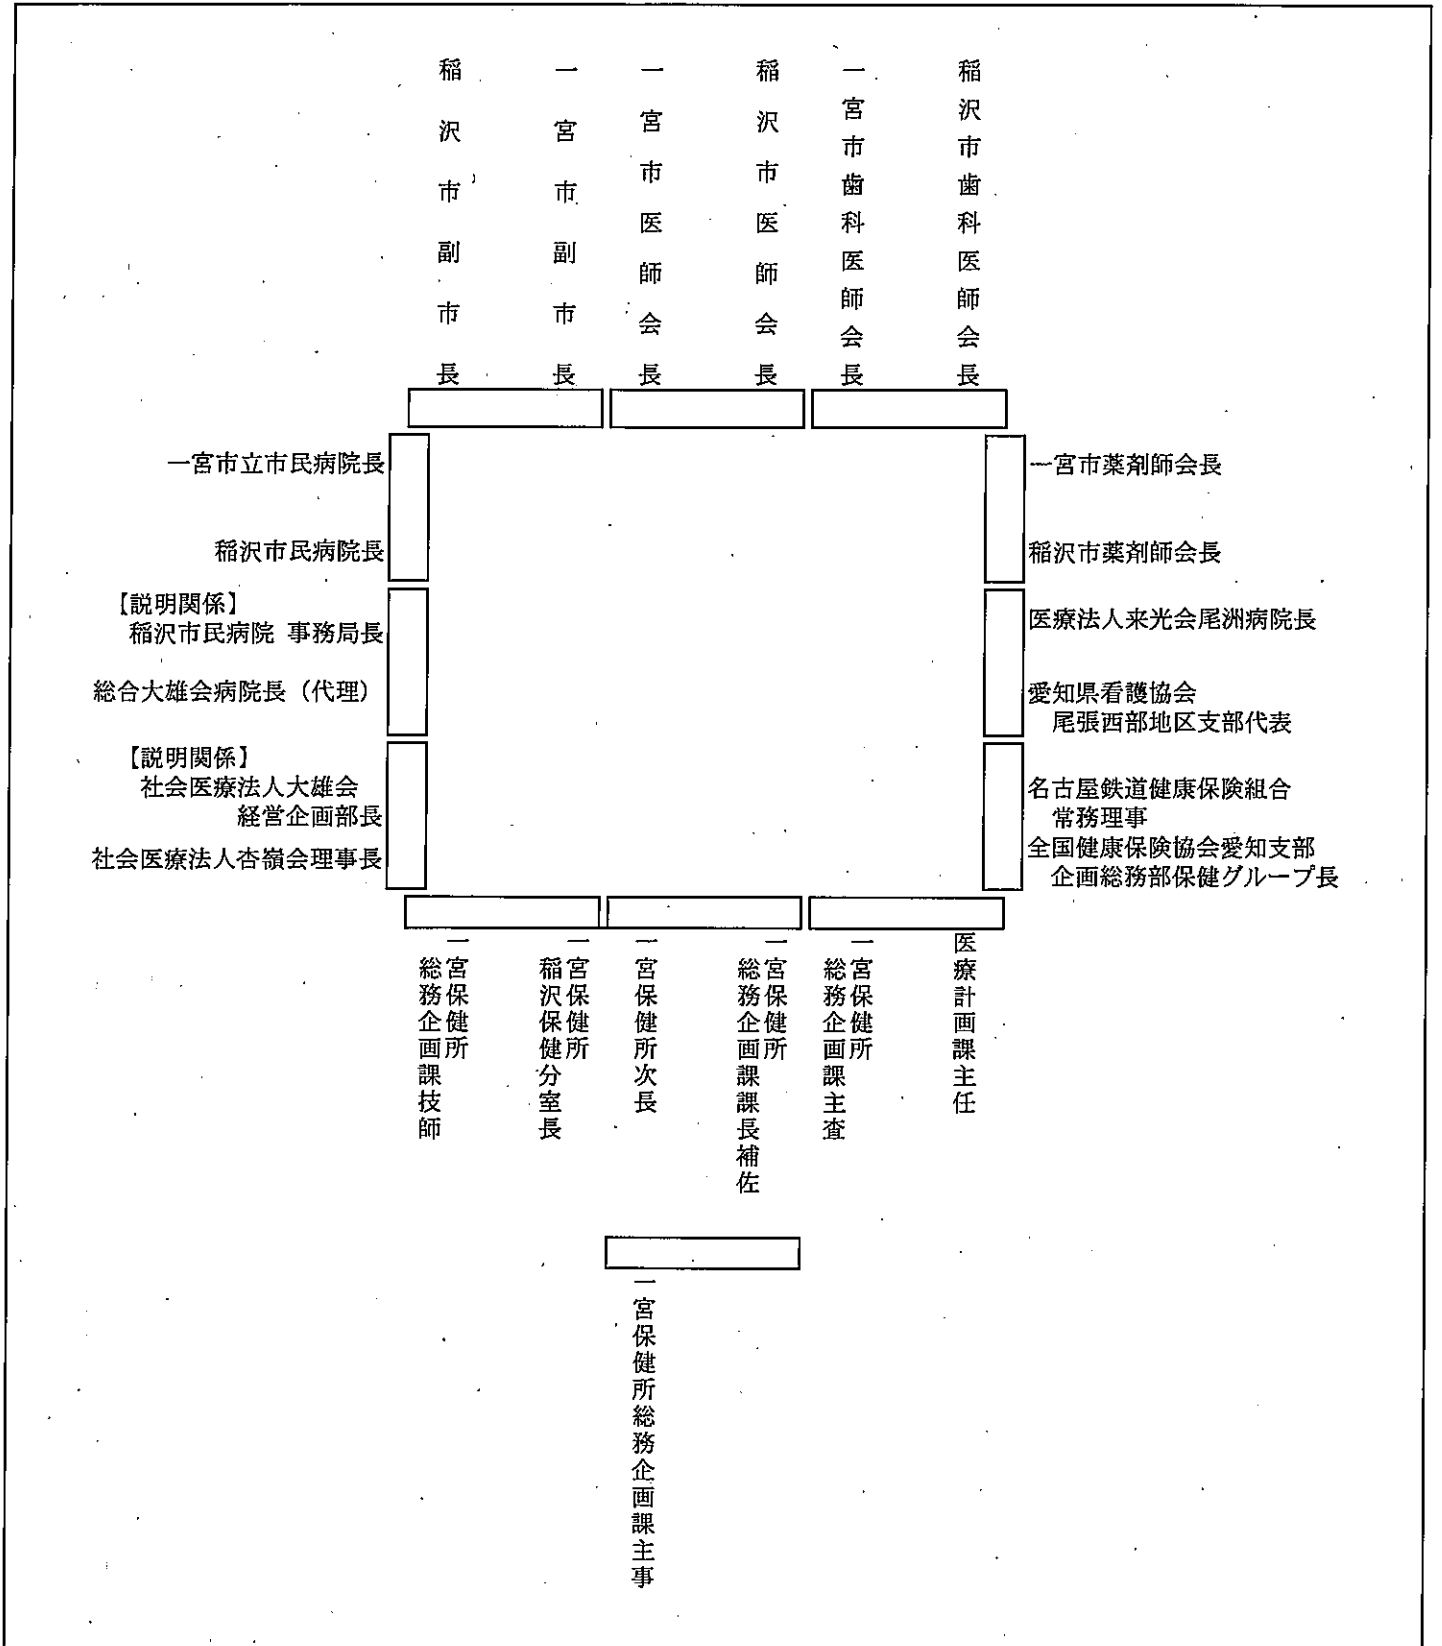 稲沢市副市長
一宮市副市長
一宮市医師会長
稲沢市医師会長
一宮市歯科医師会長
稲沢市歯科医師会長
一宮市立市民病院長
稲沢市民病院長
【説明関係】
稲沢市民病院 事務局長
総合大雄会病院長（代理）
【説明関係】
社会医療法人大雄会
経営企画部長
社会医療法人杏嶺会理事長
一宮市薬剤師会長
稲沢市薬剤師会長
医療法人来光会尾洲病院長
愛知県看護協会
尾張西部地区支部代表
名古屋鉄道健康保険組合
常務理事
全国健康保険協会愛知支部
企画総務部保健グループ長
一宮保健所
総務企画課技師
一宮保健所
稲沢保健分室長
一宮保健所次長
一宮保健所
総務企画課課長補佐
一宮保健所
総務企画課主査
医療計画課主任
一宮保健所総務企画課主事